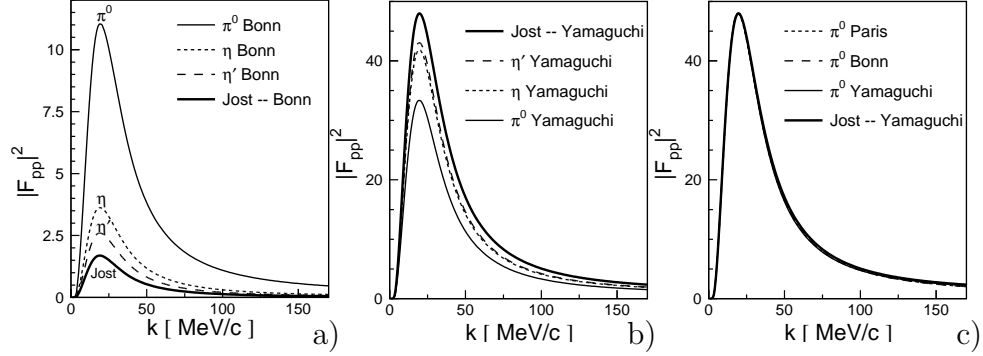 |F_pp|²
10
7.5
5
2.5
0
π⁰
η
η′
Jost
π⁰ Bonn
η Bonn
η′ Bonn
Jost -- Bonn
0
50
100
150
k [ MeV/c ]
a)
|F_pp|²
40
20
0
Jost -- Yamaguchi
η′ Yamaguchi
η Yamaguchi
π⁰ Yamaguchi
0
50
100
150
k [ MeV/c ]
b)
|F_pp|²
40
20
0
π⁰ Paris
π⁰ Bonn
π⁰ Yamaguchi
Jost -- Yamaguchi
0
50
100
150
k [ MeV/c ]
c)